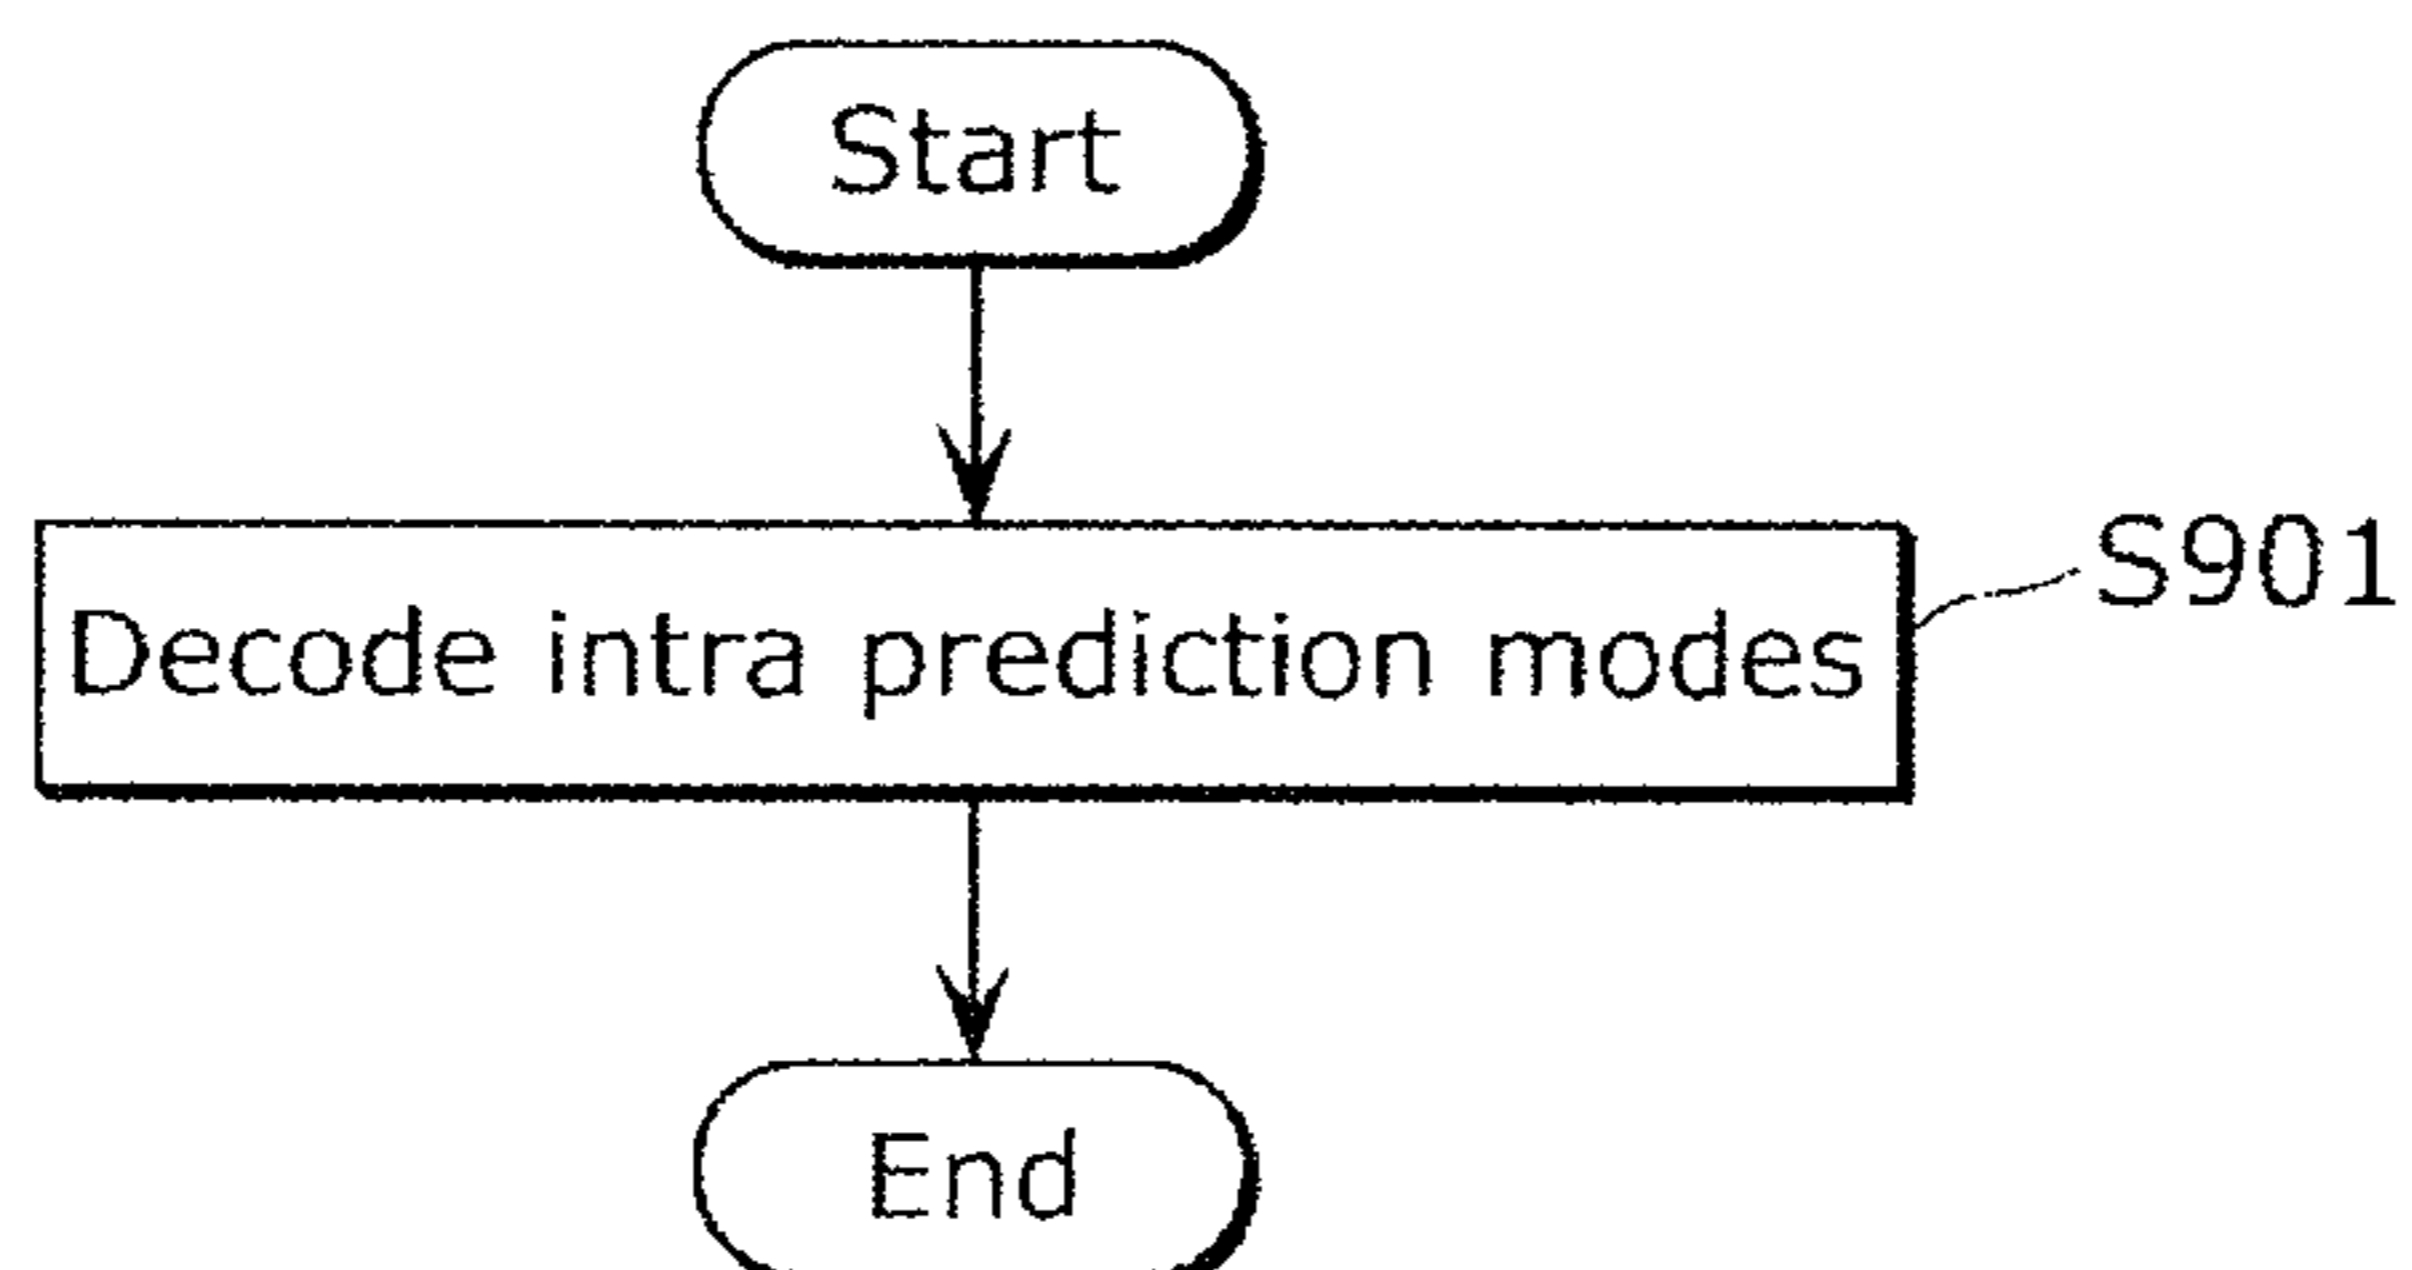 Start
S901
Decode intra prediction modes
End